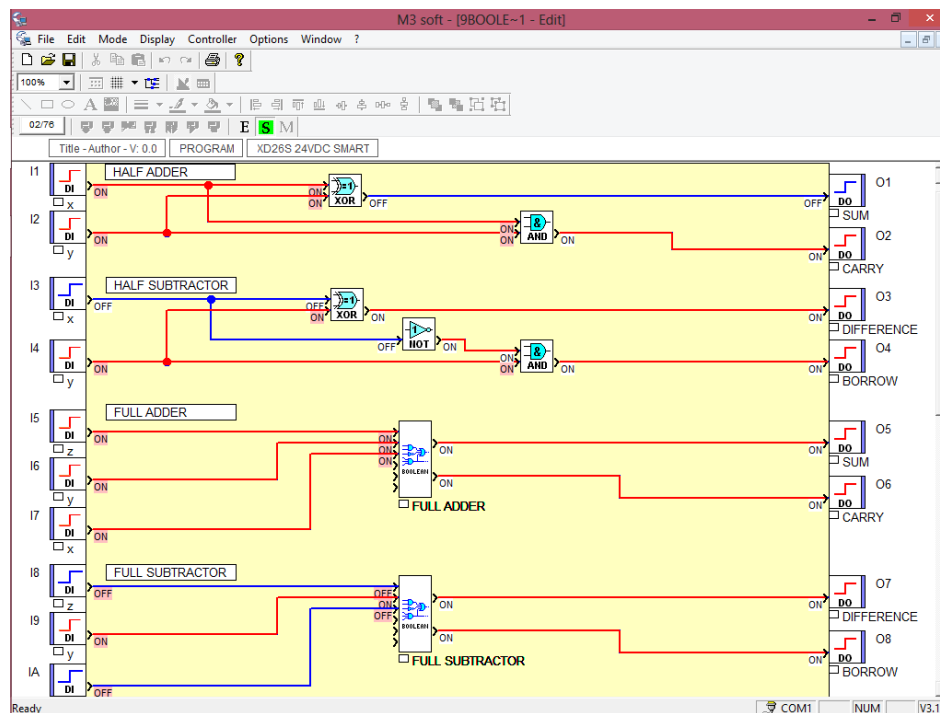 M3 soft - [9BOOLE~1 - Edit]
File Edit Mode Display Controller Options Window ?
100%
A
02/76 E S M
Title - Author - V: 0.0 PROGRAM XD26S 24VDC SMART
I1 DI x ON HALF ADDER ON ON =1 XOR OFF OFF DO O1 SUM
I2 DI y ON ON ON & AND ON ON DO O2 CARRY
I3 DI x OFF HALF SUBTRACTOR OFF ON =1 XOR ON ON DO O3 DIFFERENCE
OFF 1 NOT ON
I4 DI y ON ON ON & AND ON ON DO O4 BORROW
I5 DI z ON FULL ADDER ON ON ON BOOLEAN ON ON DO O5 SUM
I6 DI y ON ON ON DO O6 CARRY
FULL ADDER
I7 DI x ON
I8 DI z OFF FULL SUBTRACTOR OFF ON OFF BOOLEAN ON ON DO O7 DIFFERENCE
I9 DI y ON ON ON DO O8 BORROW
FULL SUBTRACTOR
IA DI OFF
Ready COM1 NUM V3.1